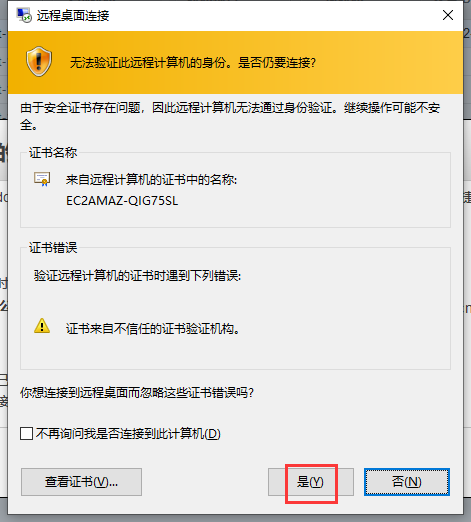 远程桌面连接
无法验证此远程计算机的身份。是否仍要连接?
由于安全证书存在问题，因此远程计算机无法通过身份验证。继续操作可能不安
全。
证书名称
来自远程计算机的证书中的名称:
EC2AMAZ-QIG75SL
证书错误
验证远程计算机的证书时遇到下列错误:
证书来自不信任的证书验证机构。
你想连接到远程桌面而忽略这些证书错误吗?
不再询问我是否连接到此计算机(D)
查看证书(V)...
是(Y)
否(N)